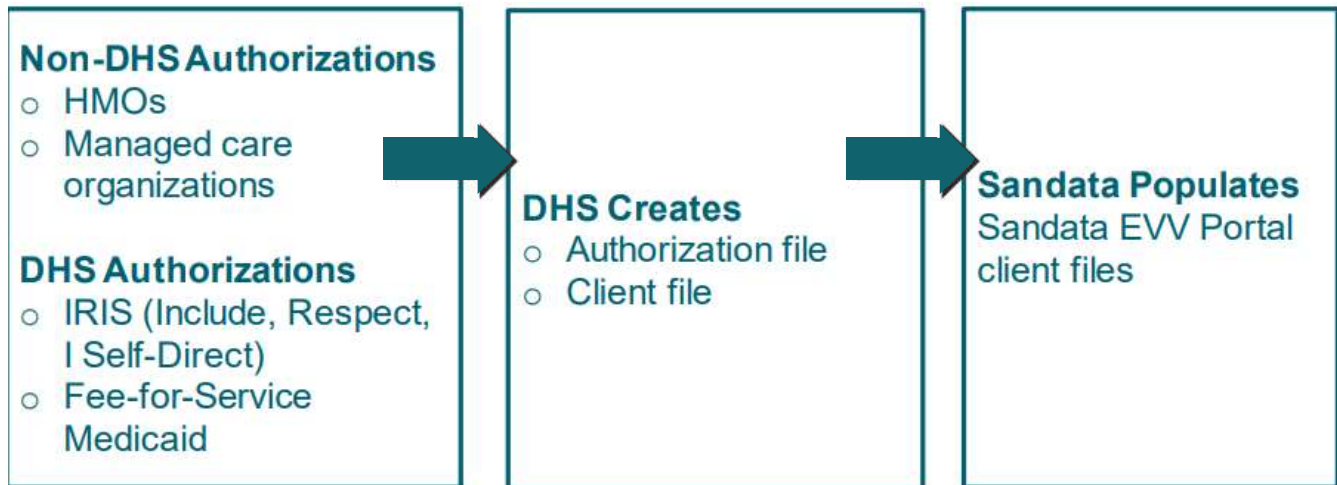 Non-DHS Authorizations
o HMOs
o Managed care
organizations
DHS Authorizations
o IRIS (Include, Respect,
I Self-Direct)
o Fee-for-Service
Medicaid
DHS Creates
o Authorization file
o Client file
Sandata Populates
Sandata EVV Portal
client files